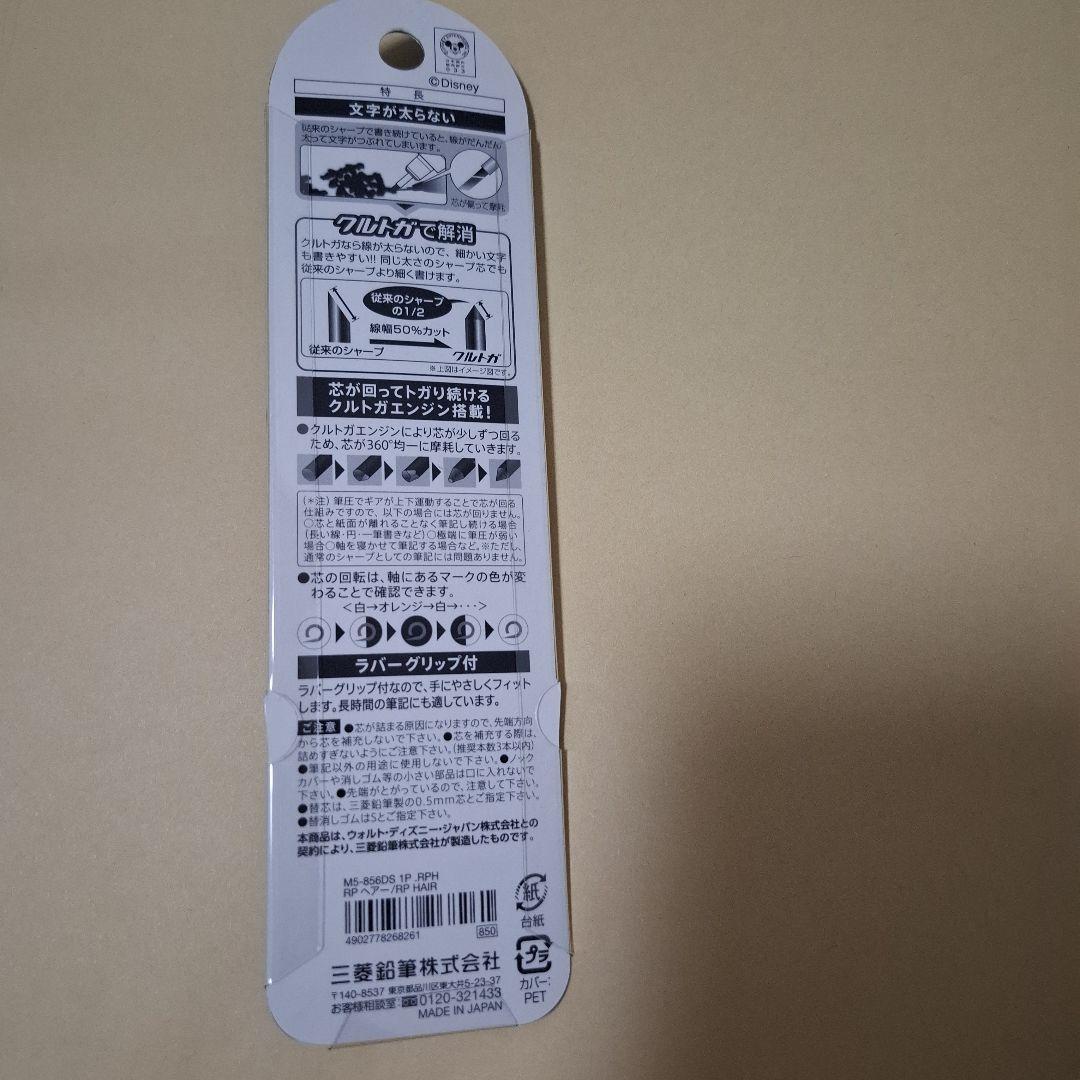 ©Disney
特 長
文字が太らない
従来のシャープで書き続けていると、線がだんだん
太って文字がつぶれてしまいます。
芯が偏って摩耗
クルトガで解消
クルトガなら線が太らないので、細かい文字
も書きやすい!! 同じ太さのシャープ芯でも
従来のシャープより細く書けます。
従来のシャープ
の1/2
線幅50%カット
従来のシャープ
クルトガ
※上図はイメージ図です。
芯が回ってトガり続ける
クルトガエンジン搭載!
●クルトガエンジンにより芯が少しずつ回る
ため、芯が360°均一に摩耗していきます。
(*注) 筆圧でギアが上下運動することで芯が回る
仕組みですので、以下の場合には芯が回りません。
○芯と紙面が離れることなく筆記し続ける場合
(長い線・円・一筆書きなど)○極端に筆圧が弱い
場合○軸を寝かせて筆記する場合など。※ただし、
通常のシャープとしての筆記には問題ありません。
●芯の回転は、軸にあるマークの色が変
わることで確認できます。
<白→オレンジ→白→・・・>
ラバーグリップ付
ラバーグリップ付なので、手にやさしくフィット
します。長時間の筆記にも適しています。
ご注意 ●芯が詰まる原因になりますので、先端方向
から芯を補充しないで下さい。●芯を補充する際は、
詰めすぎないようにご注意下さい。(推奨本数3本以内)
●筆記以外の用途に使用しないで下さい。●ノック
カバーや消しゴム等の小さい部品は口に入れないで
下さい。●先端がとがっているので、注意して下さい。
●替芯は、三菱鉛筆製の0.5mm芯とご指定下さい。
●替消しゴムはSとご指定下さい。
本商品は、ウォルト・ディズニー・ジャパン株式会社との
契約により、三菱鉛筆株式会社が製造したものです。
M5-856DS 1P .RPH
RP ヘアー/RP HAIR
4902778268261
850
紙
台紙
プラ
カバー:
PET
三菱鉛筆株式会社
〒140-8537 東京都品川区東大井5-23-37
お客様相談室: 0120-321433
MADE IN JAPAN